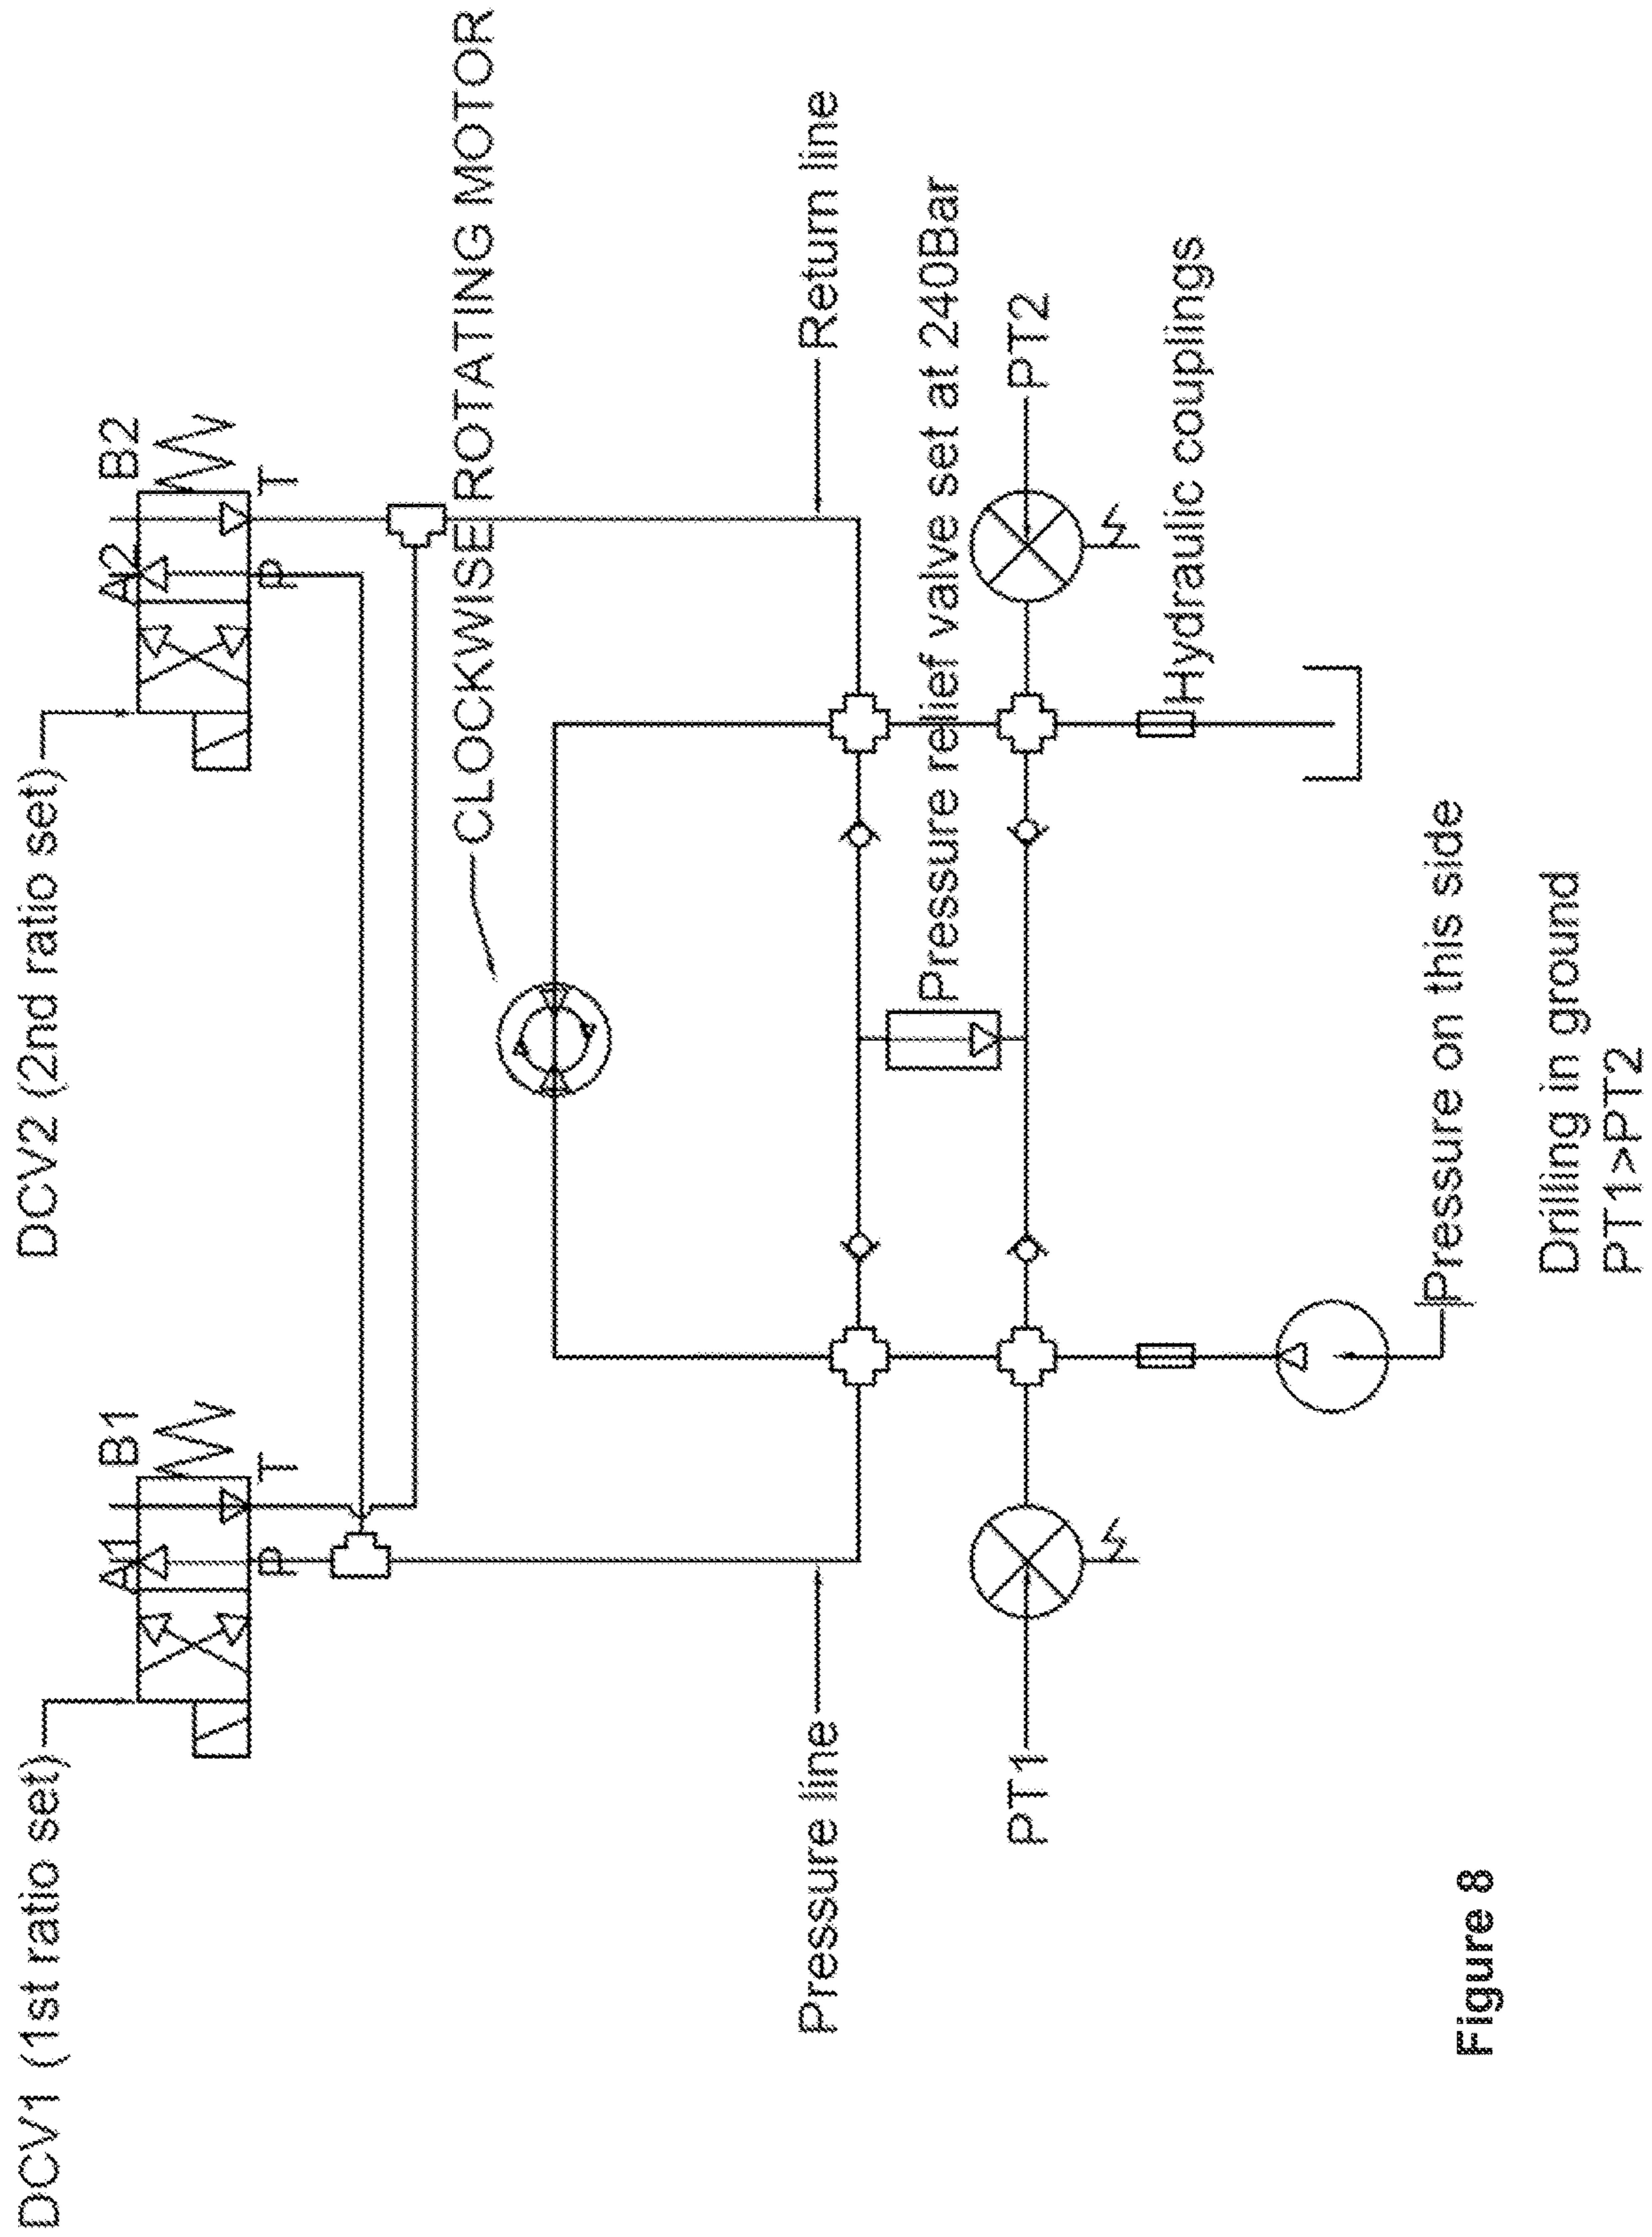 DCV1 (1st ratio set)
DCV2 (2nd ratio set)
A1
B1
A2
B2
P
T
P
T
CLOCKWISE ROTATING MOTOR
Pressure line
Return line
Pressure relief valve set at 240Bar
PT1
PT2
Hydraulic couplings
Pressure on this side
Figure 8
Drilling in ground
PT1>PT2